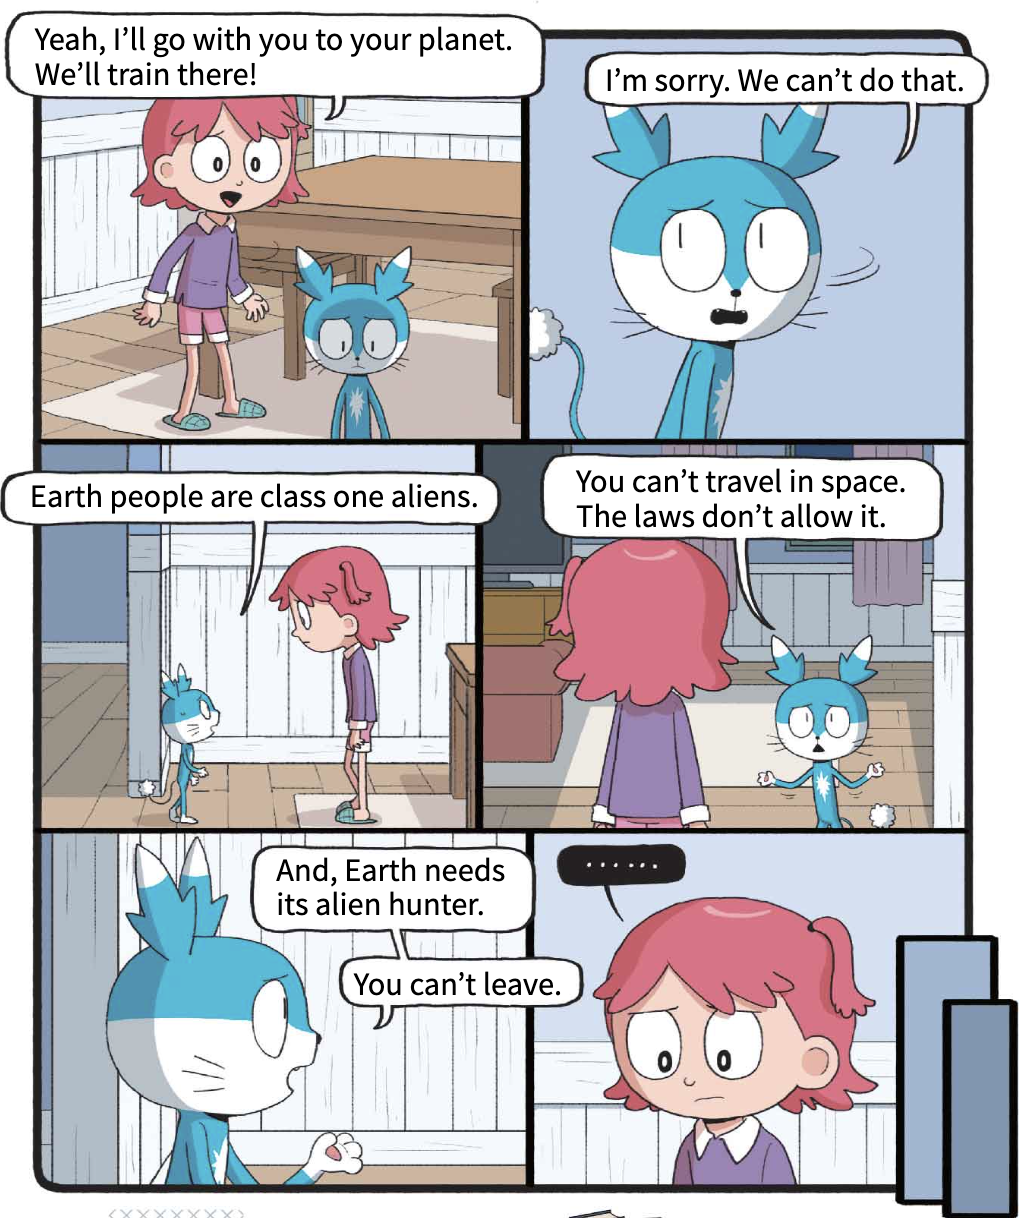 Yeah, I’ll go with you to your planet.
We’ll train there!
I’m sorry. We can’t do that.
Earth people are class one aliens.
You can’t travel in space.
The laws don’t allow it.
And, Earth needs
its alien hunter.
You can’t leave.
......